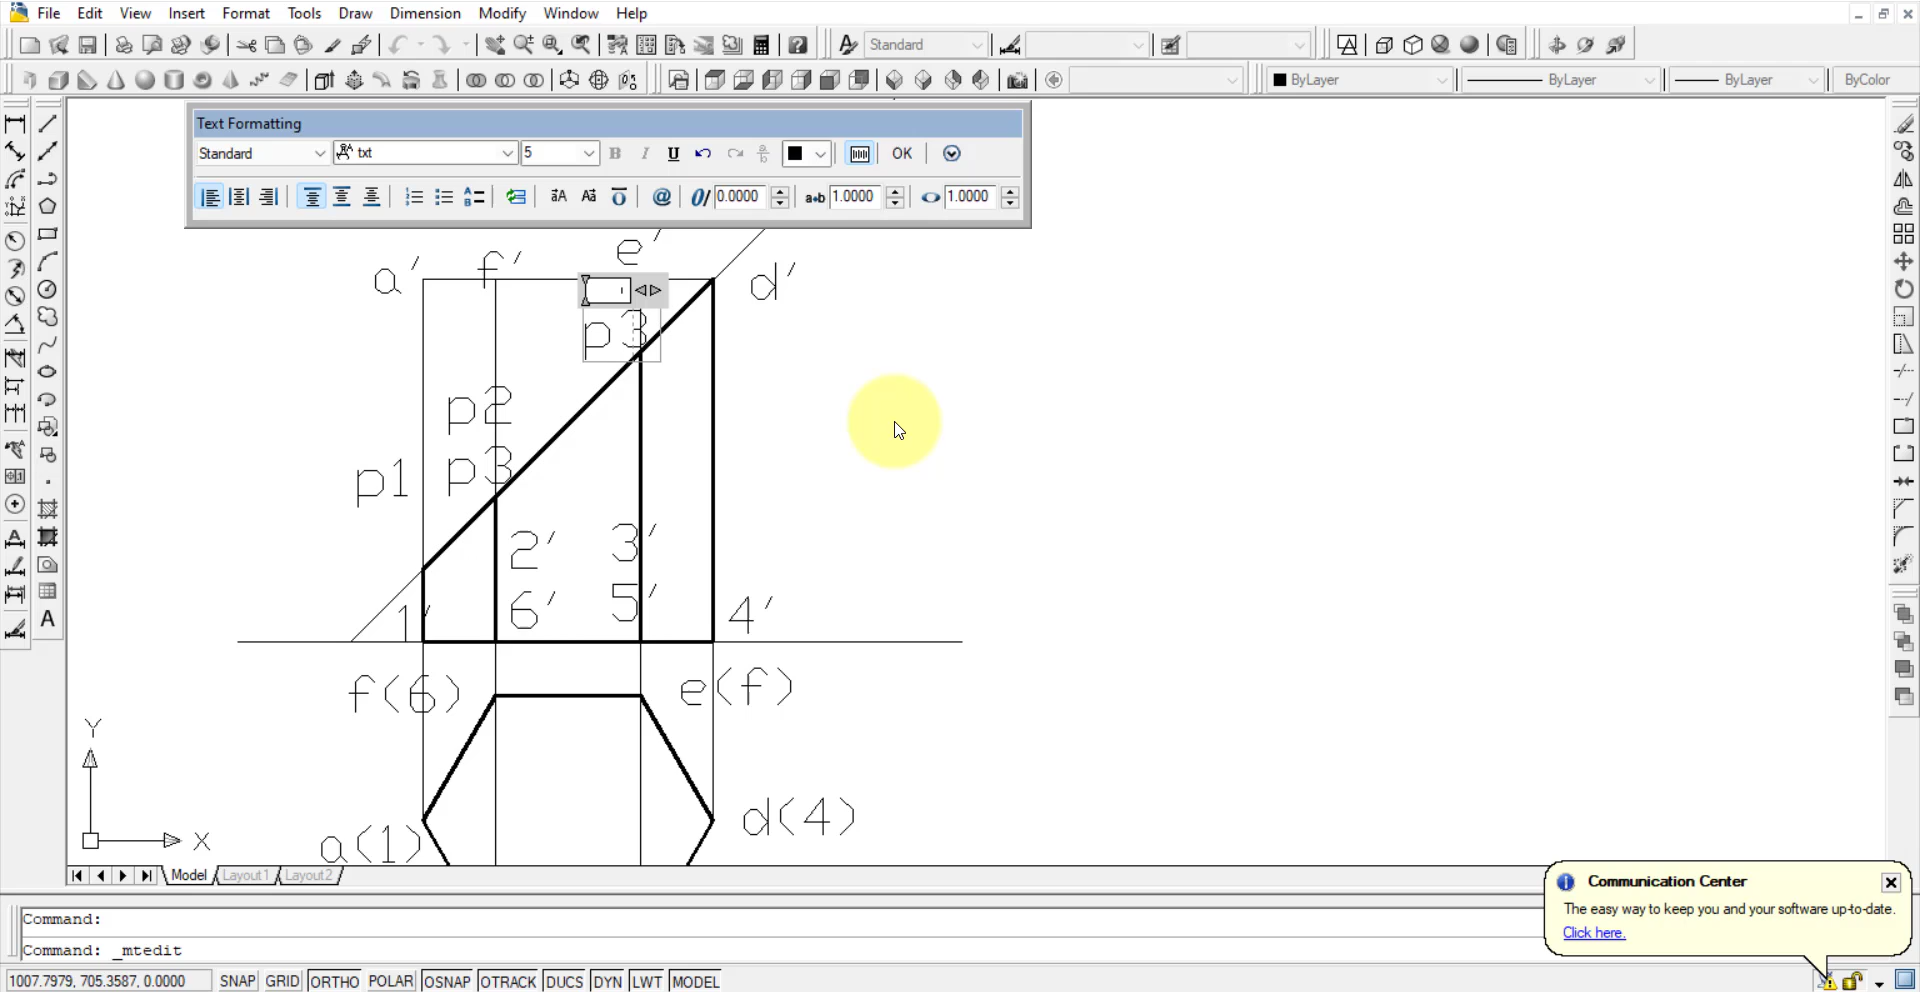 File Edit View Insert Format Tools Draw Dimension Modify Window Help
Standard
ByLayer ByLayer ByLayer ByColor
Text Formatting
Standard txt 5 B I U OK
@ 0/ 0.0000 a•b 1.0000 1.0000
a' f' e' d'
p3
p2
p1 p3
2' 3'
1' 6' 5' 4'
f(6) e(f)
a(1) d(4)
Y
X
Model Layout1 Layout2
Command:
Command: _mtedit
Communication Center
The easy way to keep you and your software up-to-date.
Click here.
1007.7979, 705.3587, 0.0000 SNAP GRID ORTHO POLAR OSNAP OTRACK DUCS DYN LWT MODEL